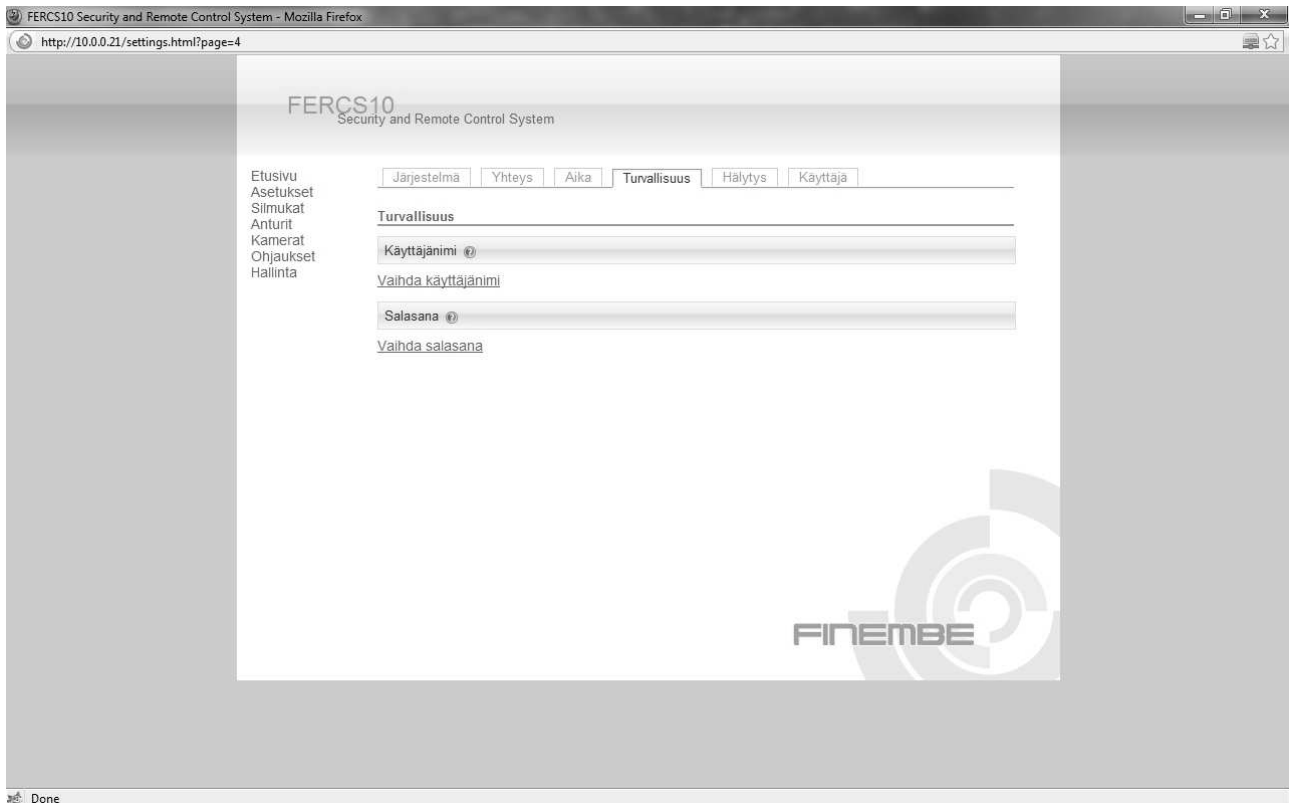 FERCS10 Security and Remote Control System - Mozilla Firefox
http://10.0.0.21/settings.html?page=4
FERCS10
Security and Remote Control System
Etusivu
Asetukset
Silmukat
Anturit
Kamerat
Ohjaukset
Hallinta
Järjestelmä Yhteys Aika Turvallisuus Hälytys Käyttäjä
Turvallisuus
Käyttäjänimi
Vaihda käyttäjänimi
Salasana
Vaihda salasana
FINEMBE
Done